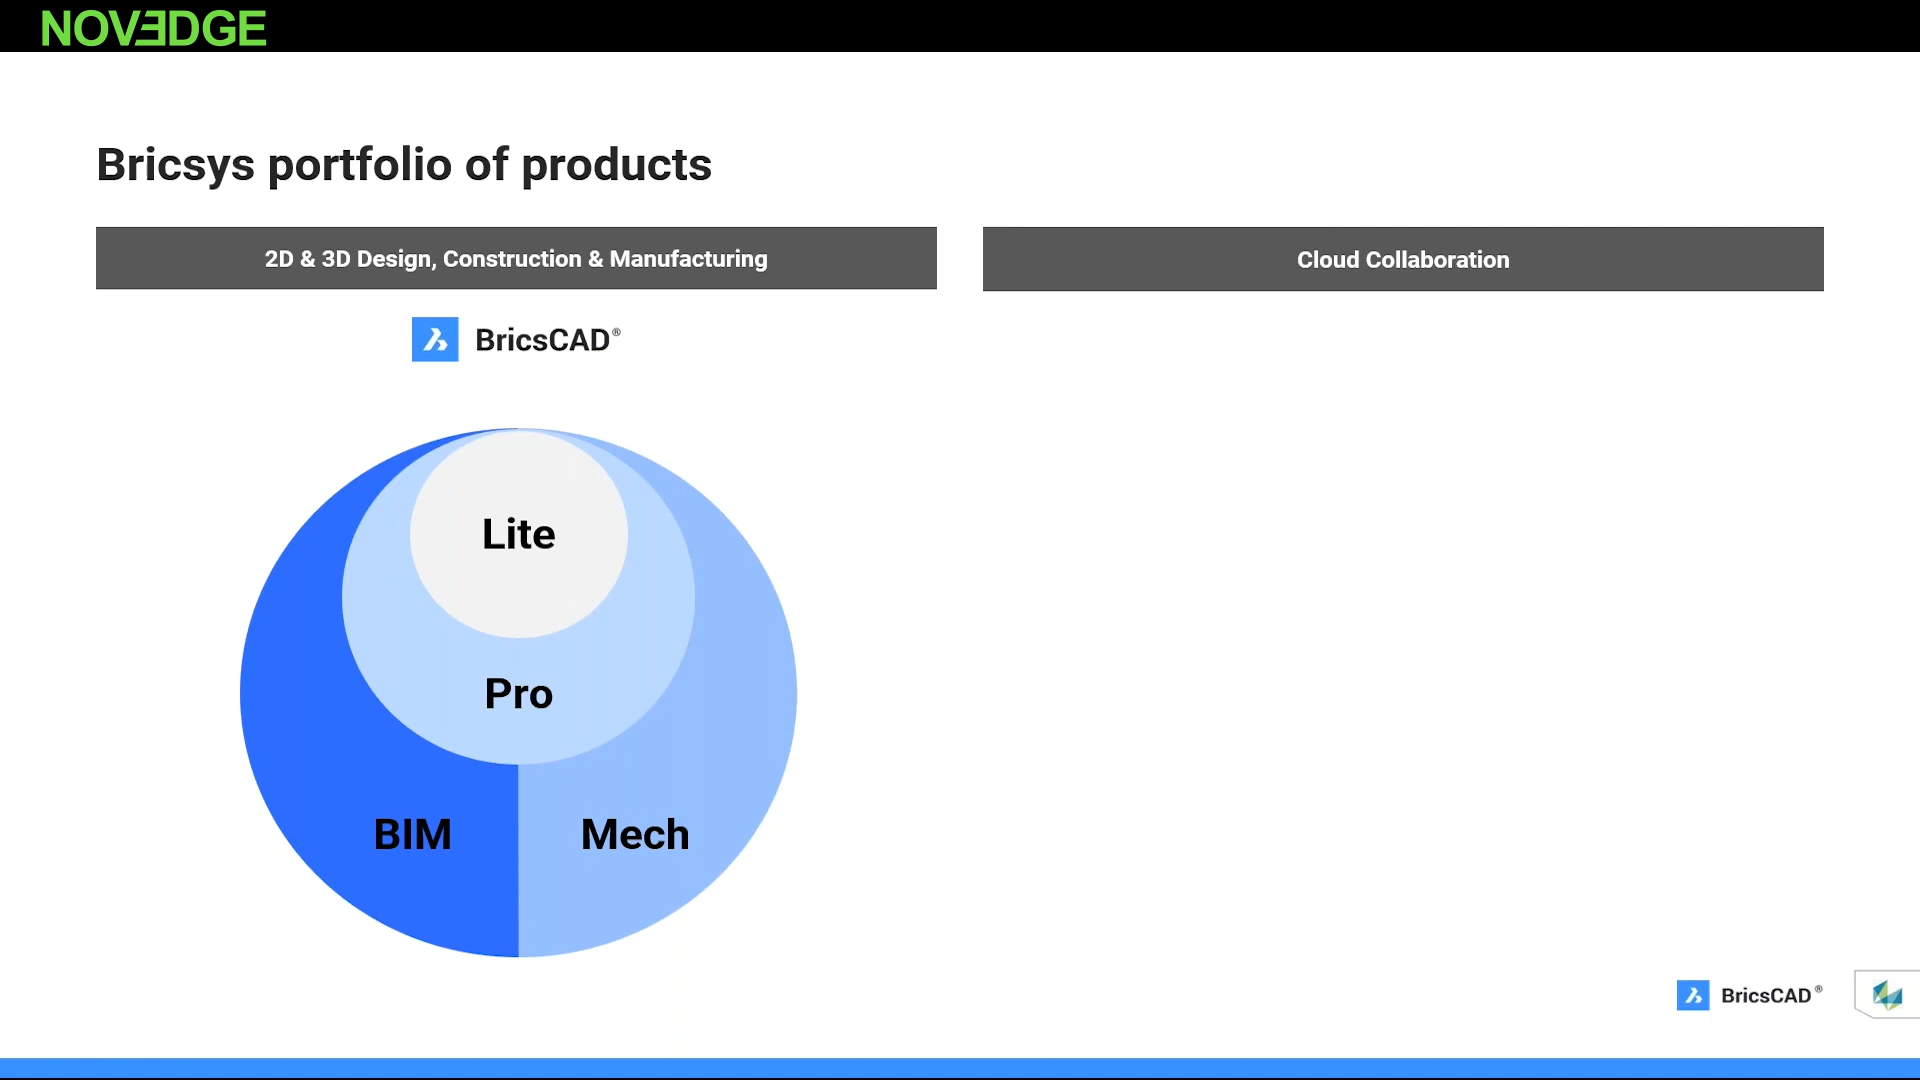 NOVEDGE
Bricsys portfolio of products
2D & 3D Design, Construction & Manufacturing
Cloud Collaboration
BricsCAD®
Lite
Pro
BIM
Mech
BricsCAD®